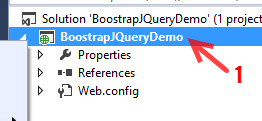 Solution 'BoostrapJQueryDemo' (1 project
BoostrapJQueryDemo
Properties
References
Web.config
1